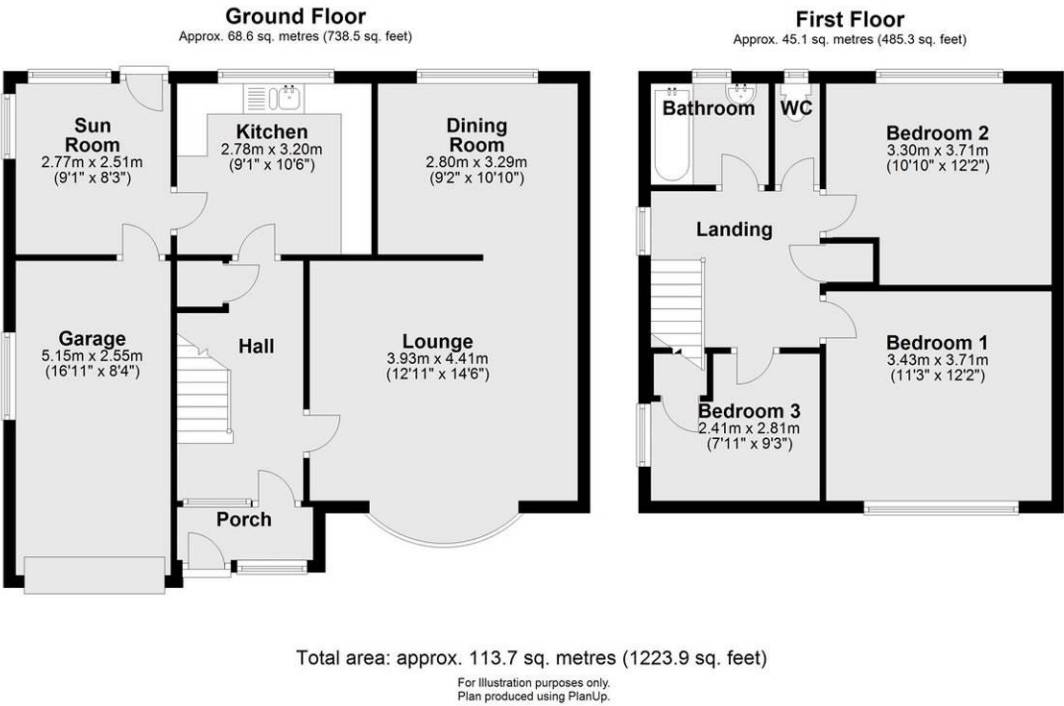 Ground Floor
Approx. 68.6 sq. metres (738.5 sq. feet)
Sun
Room
2.77m x 2.51m
(9'1" x 8'3")
Kitchen
2.78m x 3.20m
(9'1" x 10'6")
Dining
Room
2.80m x 3.29m
(9'2" x 10'10")
Garage
5.15m x 2.55m
(16'11" x 8'4")
Hall
Lounge
3.93m x 4.41m
(12'11" x 14'6")
Porch
First Floor
Approx. 45.1 sq. metres (485.3 sq. feet)
Bathroom
WC
Bedroom 2
3.30m x 3.71m
(10'10" x 12'2")
Landing
Bedroom 1
3.43m x 3.71m
(11'3" x 12'2")
Bedroom 3
2.41m x 2.81m
(7'11" x 9'3")
Total area: approx. 113.7 sq. metres (1223.9 sq. feet)
For Illustration purposes only.
Plan produced using PlanUp.